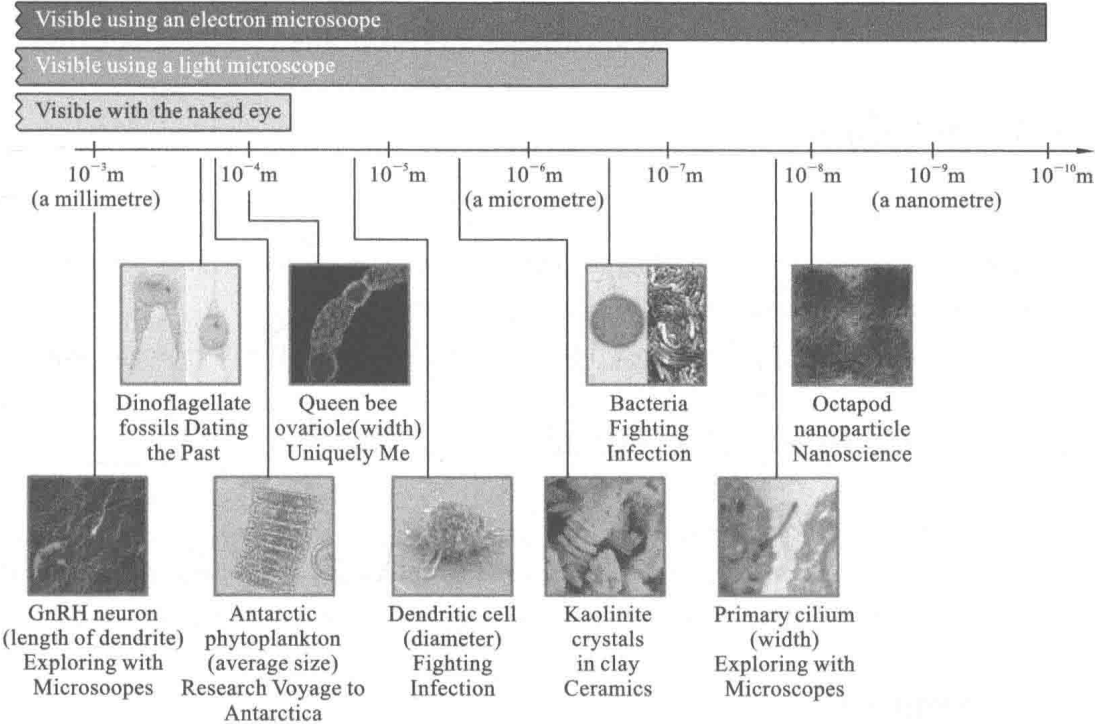 Visible using an electron microsoope
Visible using a light microscope
Visible with the naked eye
10⁻³m
10⁻⁴m
10⁻⁵m
10⁻⁶m
10⁻⁷m
10⁻⁸m
10⁻⁹m
10⁻¹⁰m
(a millimetre)
(a micrometre)
(a nanometre)
Dinoflagellate
fossils Dating
the Past
Queen bee
ovariole(width)
Uniquely Me
Bacteria
Fighting
Infection
Octapod
nanoparticle
Nanoscience
GnRH neuron
(length of dendrite)
Exploring with
Microsoopes
Antarctic
phytoplankton
(average size)
Research Voyage to
Antarctica
Dendritic cell
(diameter)
Fighting
Infection
Kaolinite
crystals
in clay
Ceramics
Primary cilium
(width)
Exploring with
Microscopes